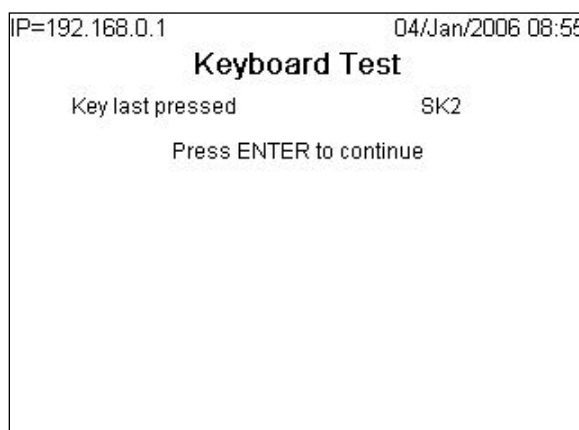 IP=192.168.0.1 04/Jan/2006 08:55
Keyboard Test
Key last pressed SK2
Press ENTER to continue